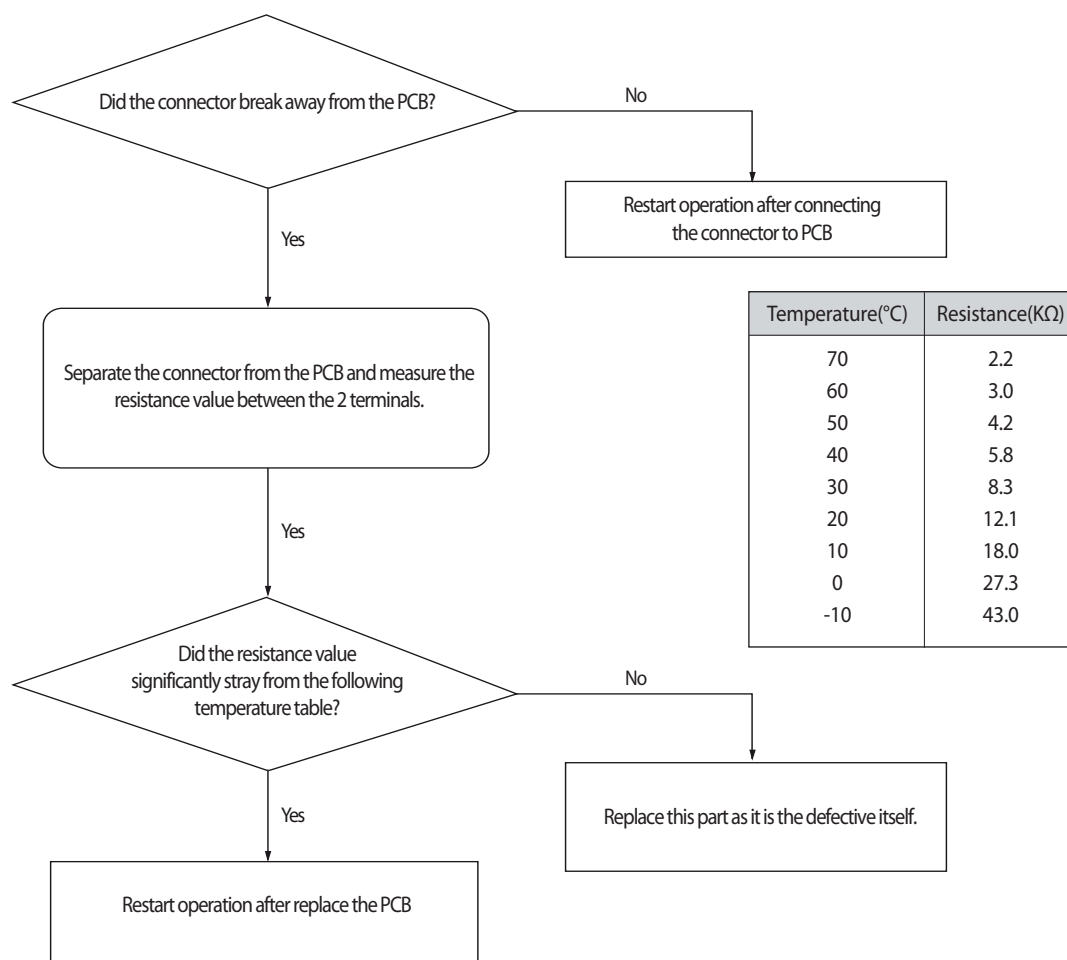 Did the connector break away from the PCB?
No
Restart operation after connecting
the connector to PCB
Yes
Separate the connector from the PCB and measure the
resistance value between the 2 terminals.
Temperature(°C) Resistance(KΩ)
70 2.2
60 3.0
50 4.2
40 5.8
30 8.3
20 12.1
10 18.0
0 27.3
-10 43.0
Yes
Did the resistance value
significantly stray from the following
temperature table?
No
Replace this part as it is the defective itself.
Yes
Restart operation after replace the PCB